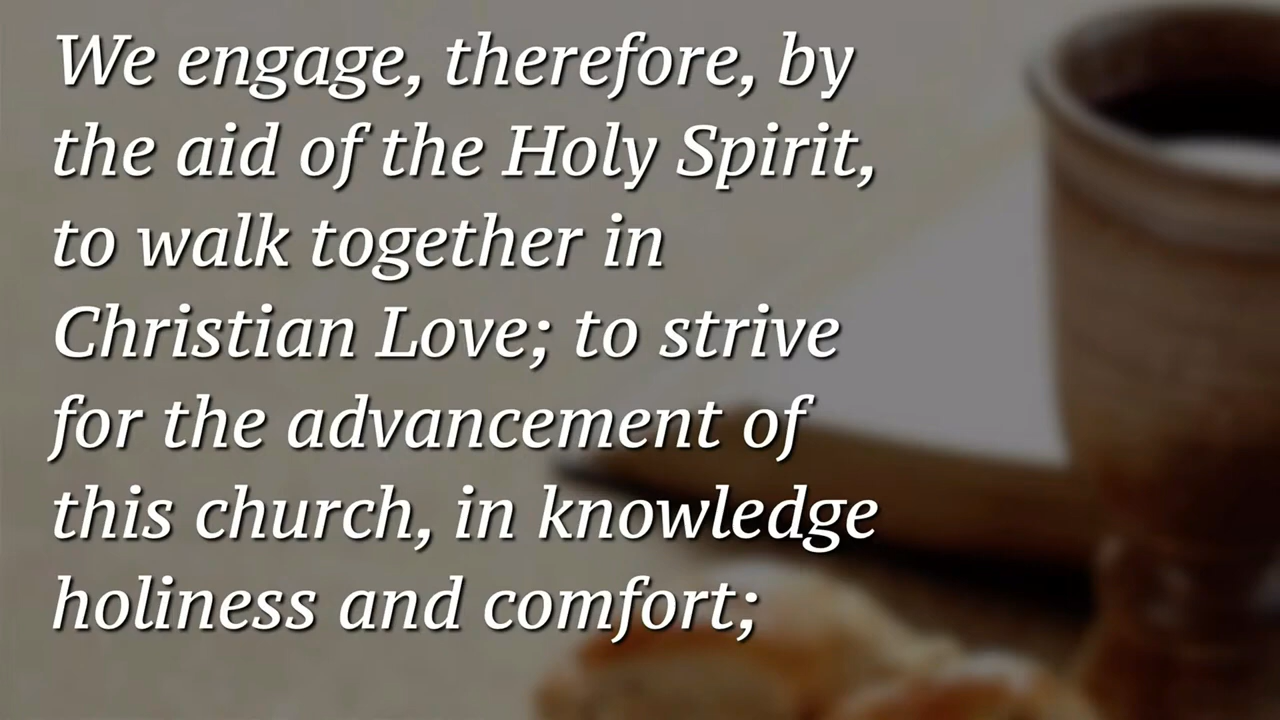 We engage, therefore, by
the aid of the Holy Spirit,
to walk together in
Christian Love; to strive
for the advancement of
this church, in knowledge
holiness and comfort;